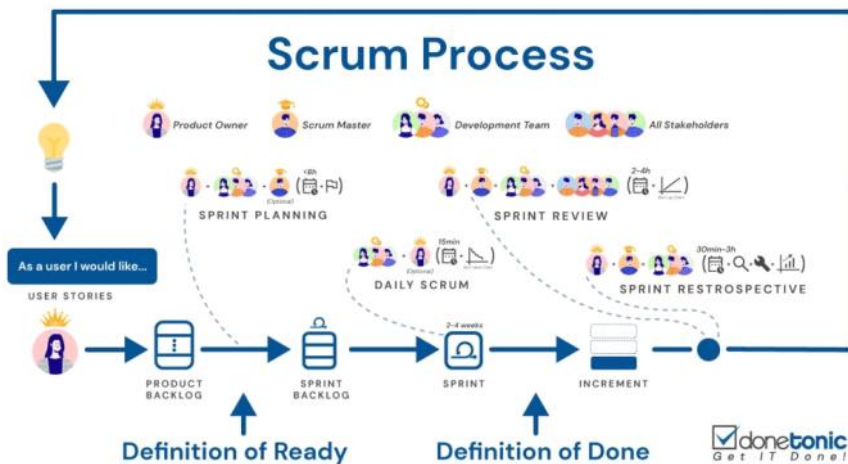 Scrum Process
Product Owner
Scrum Master
Development Team
All Stakeholders
<8h
(Optional)
SPRINT PLANNING
2-4h
SPRINT REVIEW
As a user I would like...
USER STORIES
15min
(Optional)
DAILY SCRUM
30min-3h
SPRINT RESTROSPECTIVE
2-4 weeks
PRODUCT
BACKLOG
SPRINT
BACKLOG
SPRINT
INCREMENT
Definition of Ready
Definition of Done
donetonic
Get IT Done!